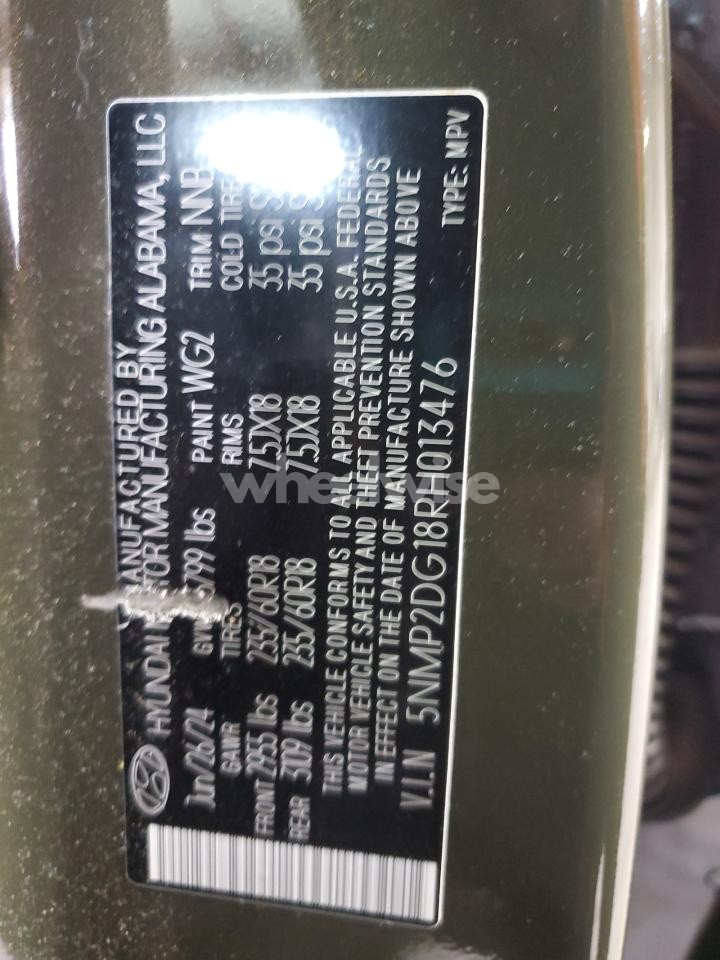 MANUFACTURED BY
HYUNDAI MOTOR MANUFACTURING ALABAMA, LLC
Jun/26/24 PAINT WG2 TRIM NNB
GAWR TIRES RIMS COLD TIRE
FRONT 2955 lbs 235/60R18 7.5JX18 35 psi
REAR 3109 lbs 235/60R18 7.5JX18 35 psi
THIS VEHICLE CONFORMS TO ALL APPLICABLE U.S.A. FEDERAL
MOTOR VEHICLE SAFETY AND THEFT PREVENTION STANDARDS
IN EFFECT ON THE DATE OF MANUFACTURE SHOWN ABOVE
V.I.N 5NMP2DG18RH013476 TYPE: MPV
wheelwise